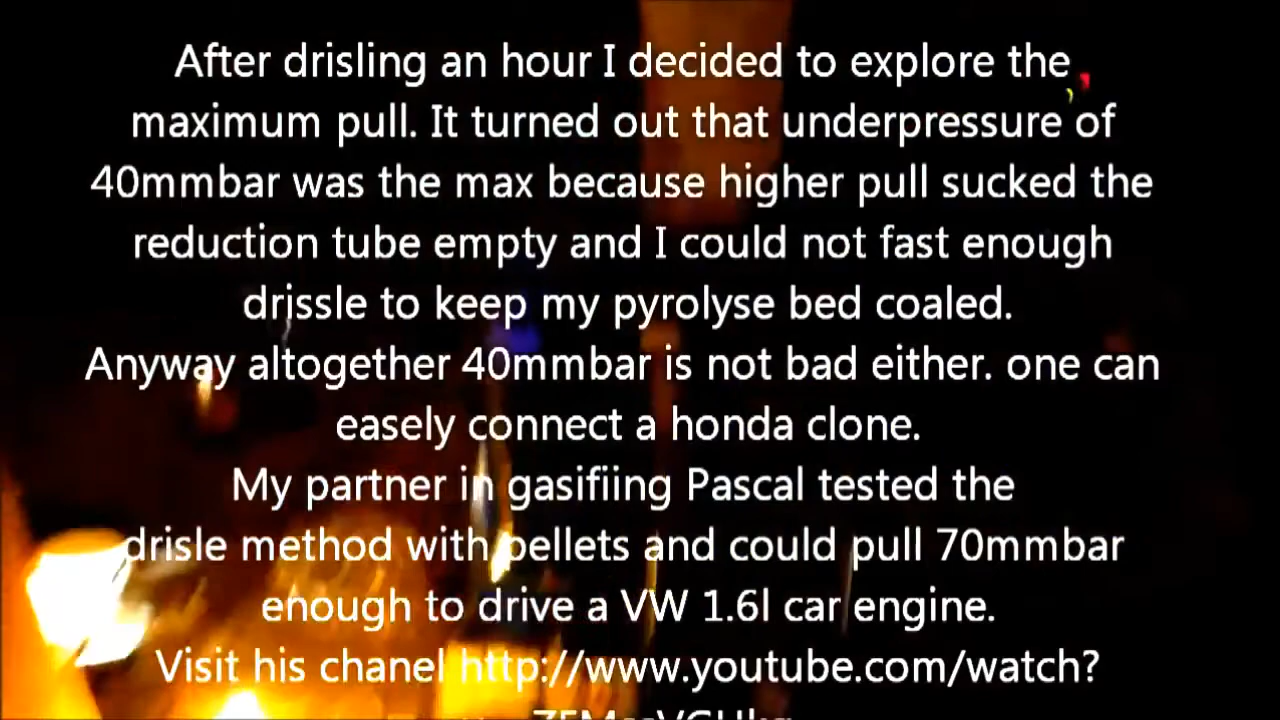 After drisling an hour I decided to explore the
maximum pull. It turned out that underpressure of
40mmbar was the max because higher pull sucked the
reduction tube empty and I could not fast enough
drissle to keep my pyrolyse bed coaled.
Anyway altogether 40mmbar is not bad either. one can
easely connect a honda clone.
My partner in gasifiing Pascal tested the
drisle method with pellets and could pull 70mmbar
enough to drive a VW 1.6l car engine.
Visit his chanel http://www.youtube.com/watch?